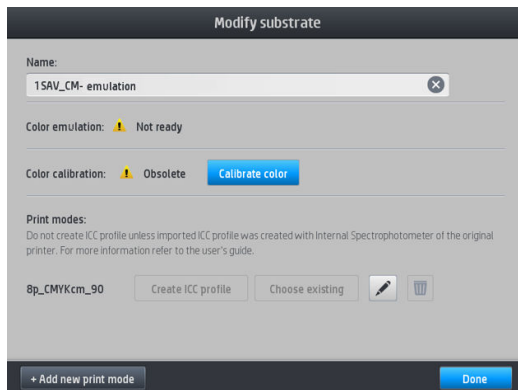 Modify substrate
Name:
1SAV_CM- emulation
Color emulation: Not ready
Color calibration: Obsolete Calibrate color
Print modes:
Do not create ICC profile unless imported ICC profile was created with Internal Spectrophotometer of the original
printer. For more information refer to the user's guide.
8p_CMYKcm_90 Create ICC profile Choose existing
+ Add new print mode Done